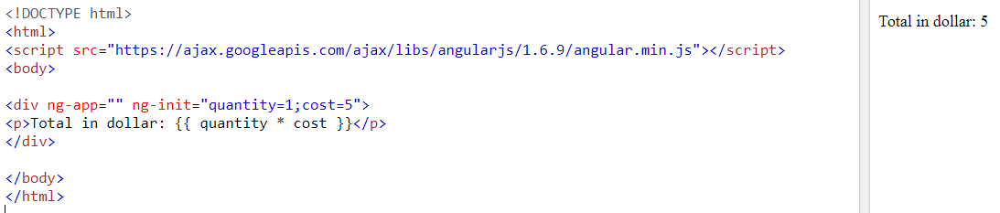 <!DOCTYPE html>
<html>
<script src="https://ajax.googleapis.com/ajax/libs/angularjs/1.6.9/angular.min.js"></script>
<body>
<div ng-app="" ng-init="quantity=1;cost=5">
<p>Total in dollar: {{ quantity * cost }}</p>
</div>
</body>
</html>
Total in dollar: 5